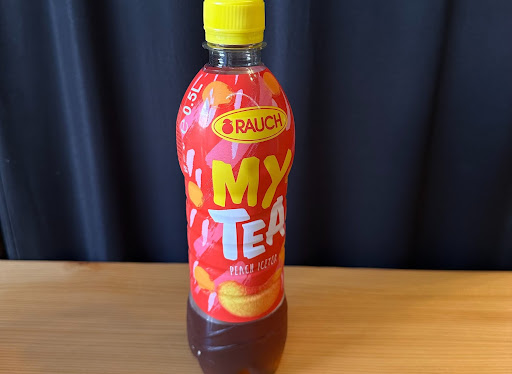 e 0.5L
RAUCH
MY
TEA
PEACH ICETEA